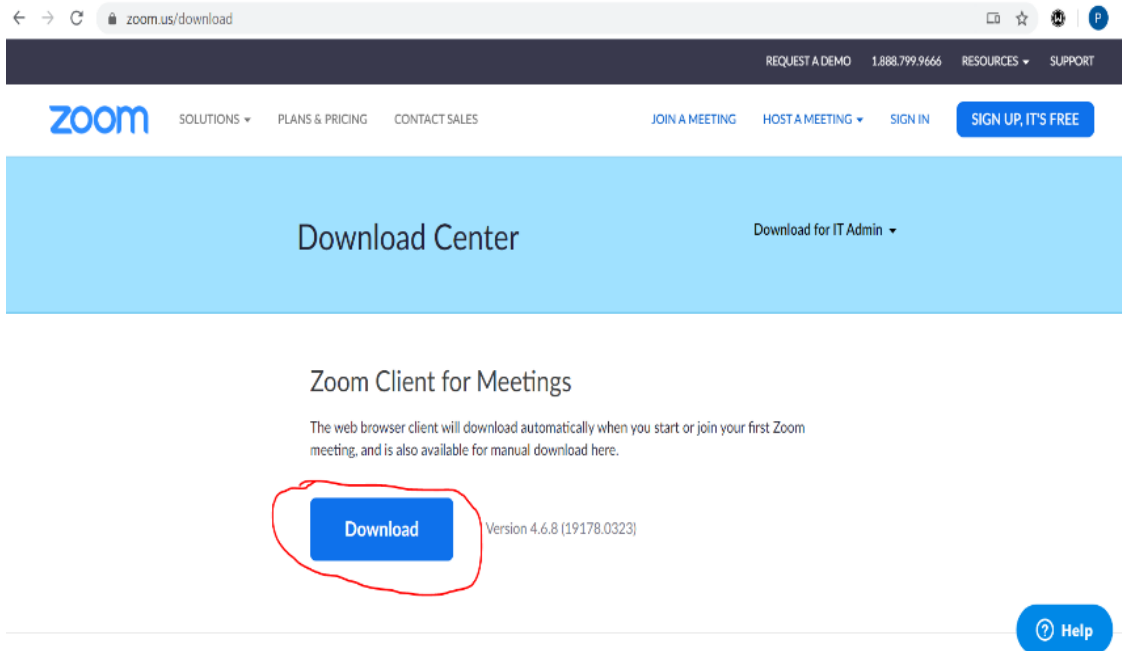 zoom.us/download
P
REQUEST A DEMO 1.888.799.9666 RESOURCES SUPPORT
zoom SOLUTIONS PLANS & PRICING CONTACT SALES JOIN A MEETING HOST A MEETING SIGN IN SIGN UP, IT'S FREE
Download Center
Download for IT Admin
Zoom Client for Meetings
The web browser client will download automatically when you start or join your first Zoom
meeting, and is also available for manual download here.
Download Version 4.6.8 (19178.0323)
? Help